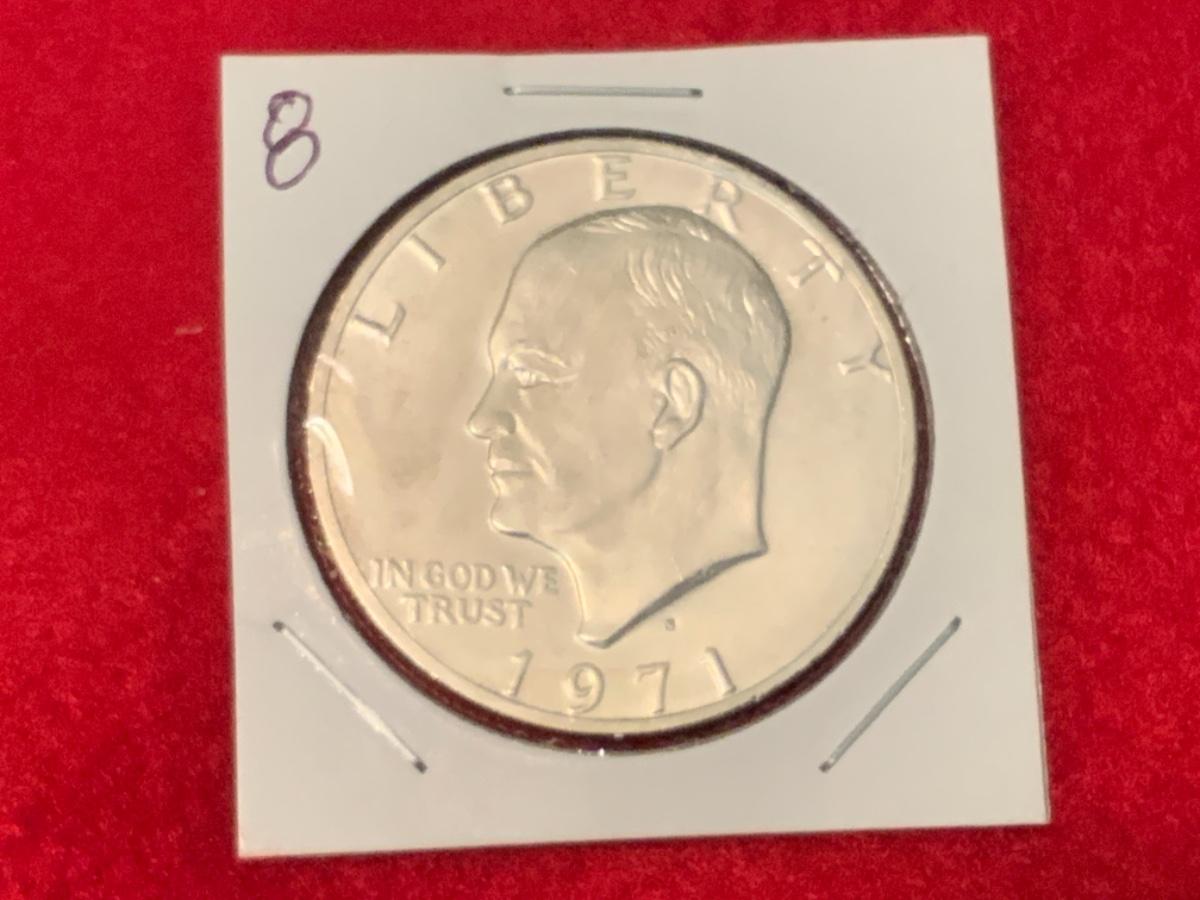 8
LIBERTY
IN GOD WE
TRUST
S
1971